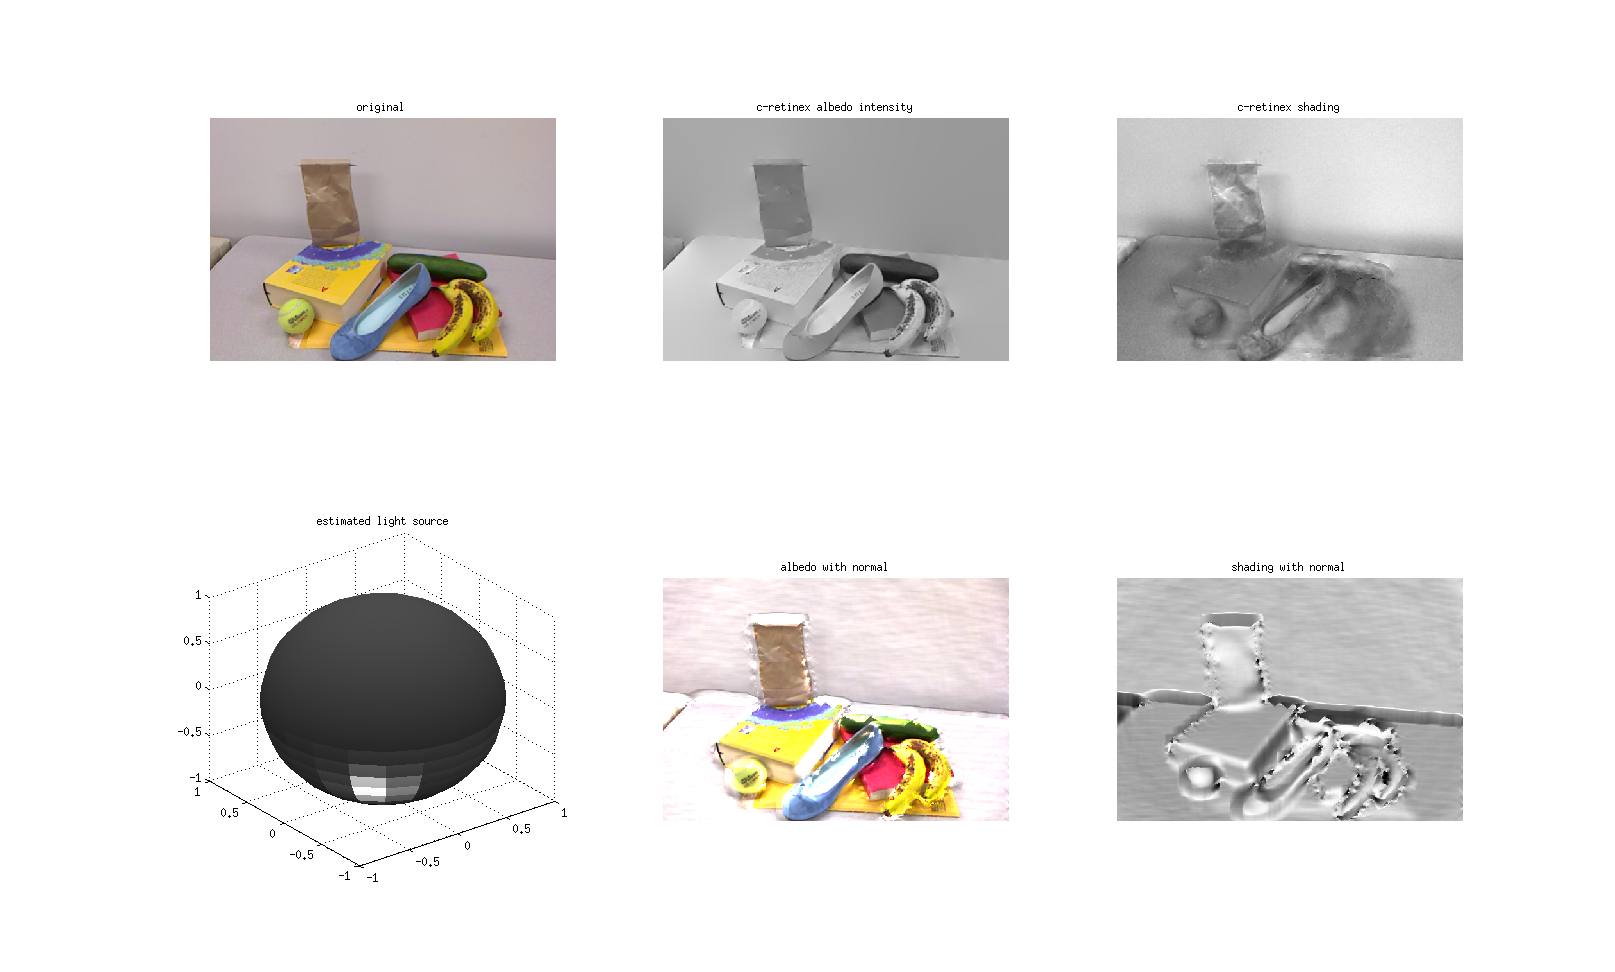 original
c-retinex albedo intensity
c-retinex shading
estimated light source
1
0.5
0
-0.5
-1
1
0.5
0
-0.5
-1
-1
-0.5
0
0.5
1
albedo with normal
shading with normal